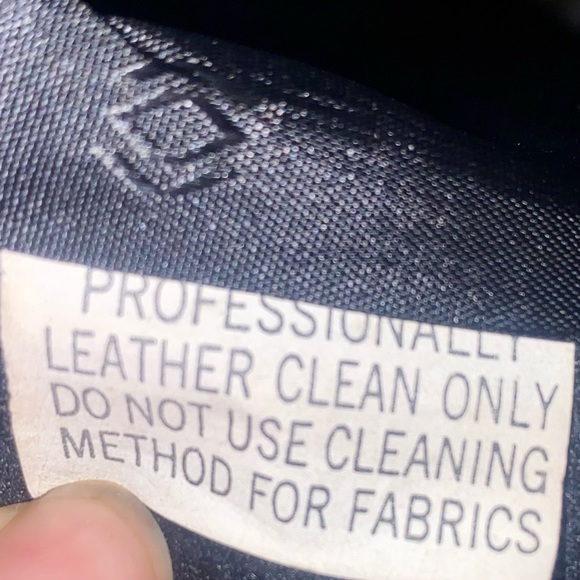 PROFESSIONALLY
LEATHER CLEAN ONLY
DO NOT USE CLEANING
METHOD FOR FABRICS